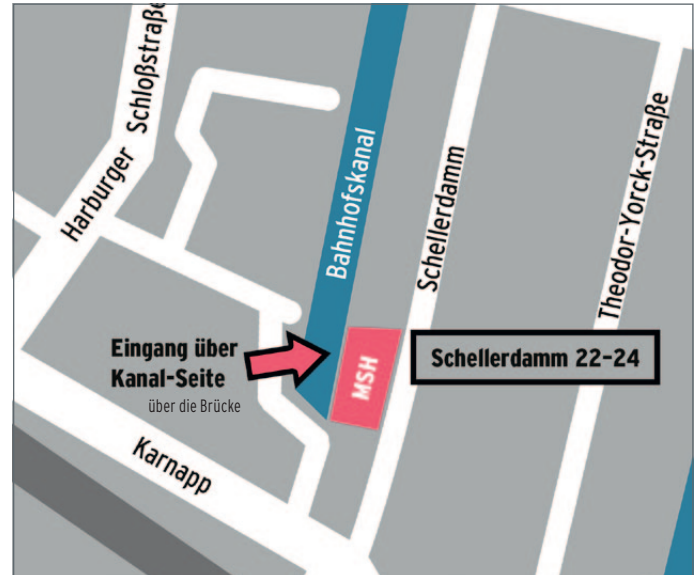 Harburger Schloßstraße
Bahnhofskanal
Schellerdamm
Theodor-Yorck-Straße
Eingang über
Kanal-Seite
über die Brücke
MSH
Schellerdamm 22-24
Karnapp